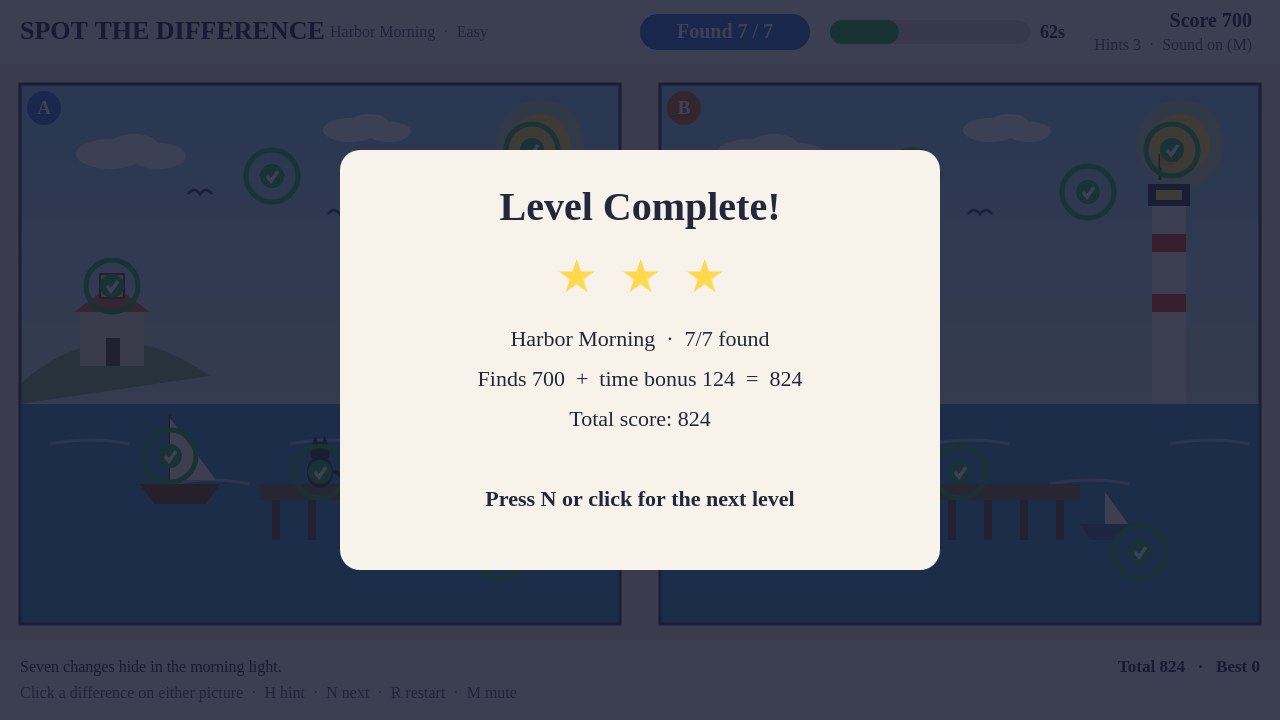 SPOT THE DIFFERENCE Harbor Morning · Easy
Found 7 / 7
62s
Score 700
Hints 3 · Sound on (M)
A
B
Level Complete!
Harbor Morning · 7/7 found
Finds 700 + time bonus 124 = 824
Total score: 824
Press N or click for the next level
Seven changes hide in the morning light.
Total 824 · Best 0
Click a difference on either picture · H hint · N next · R restart · M mute